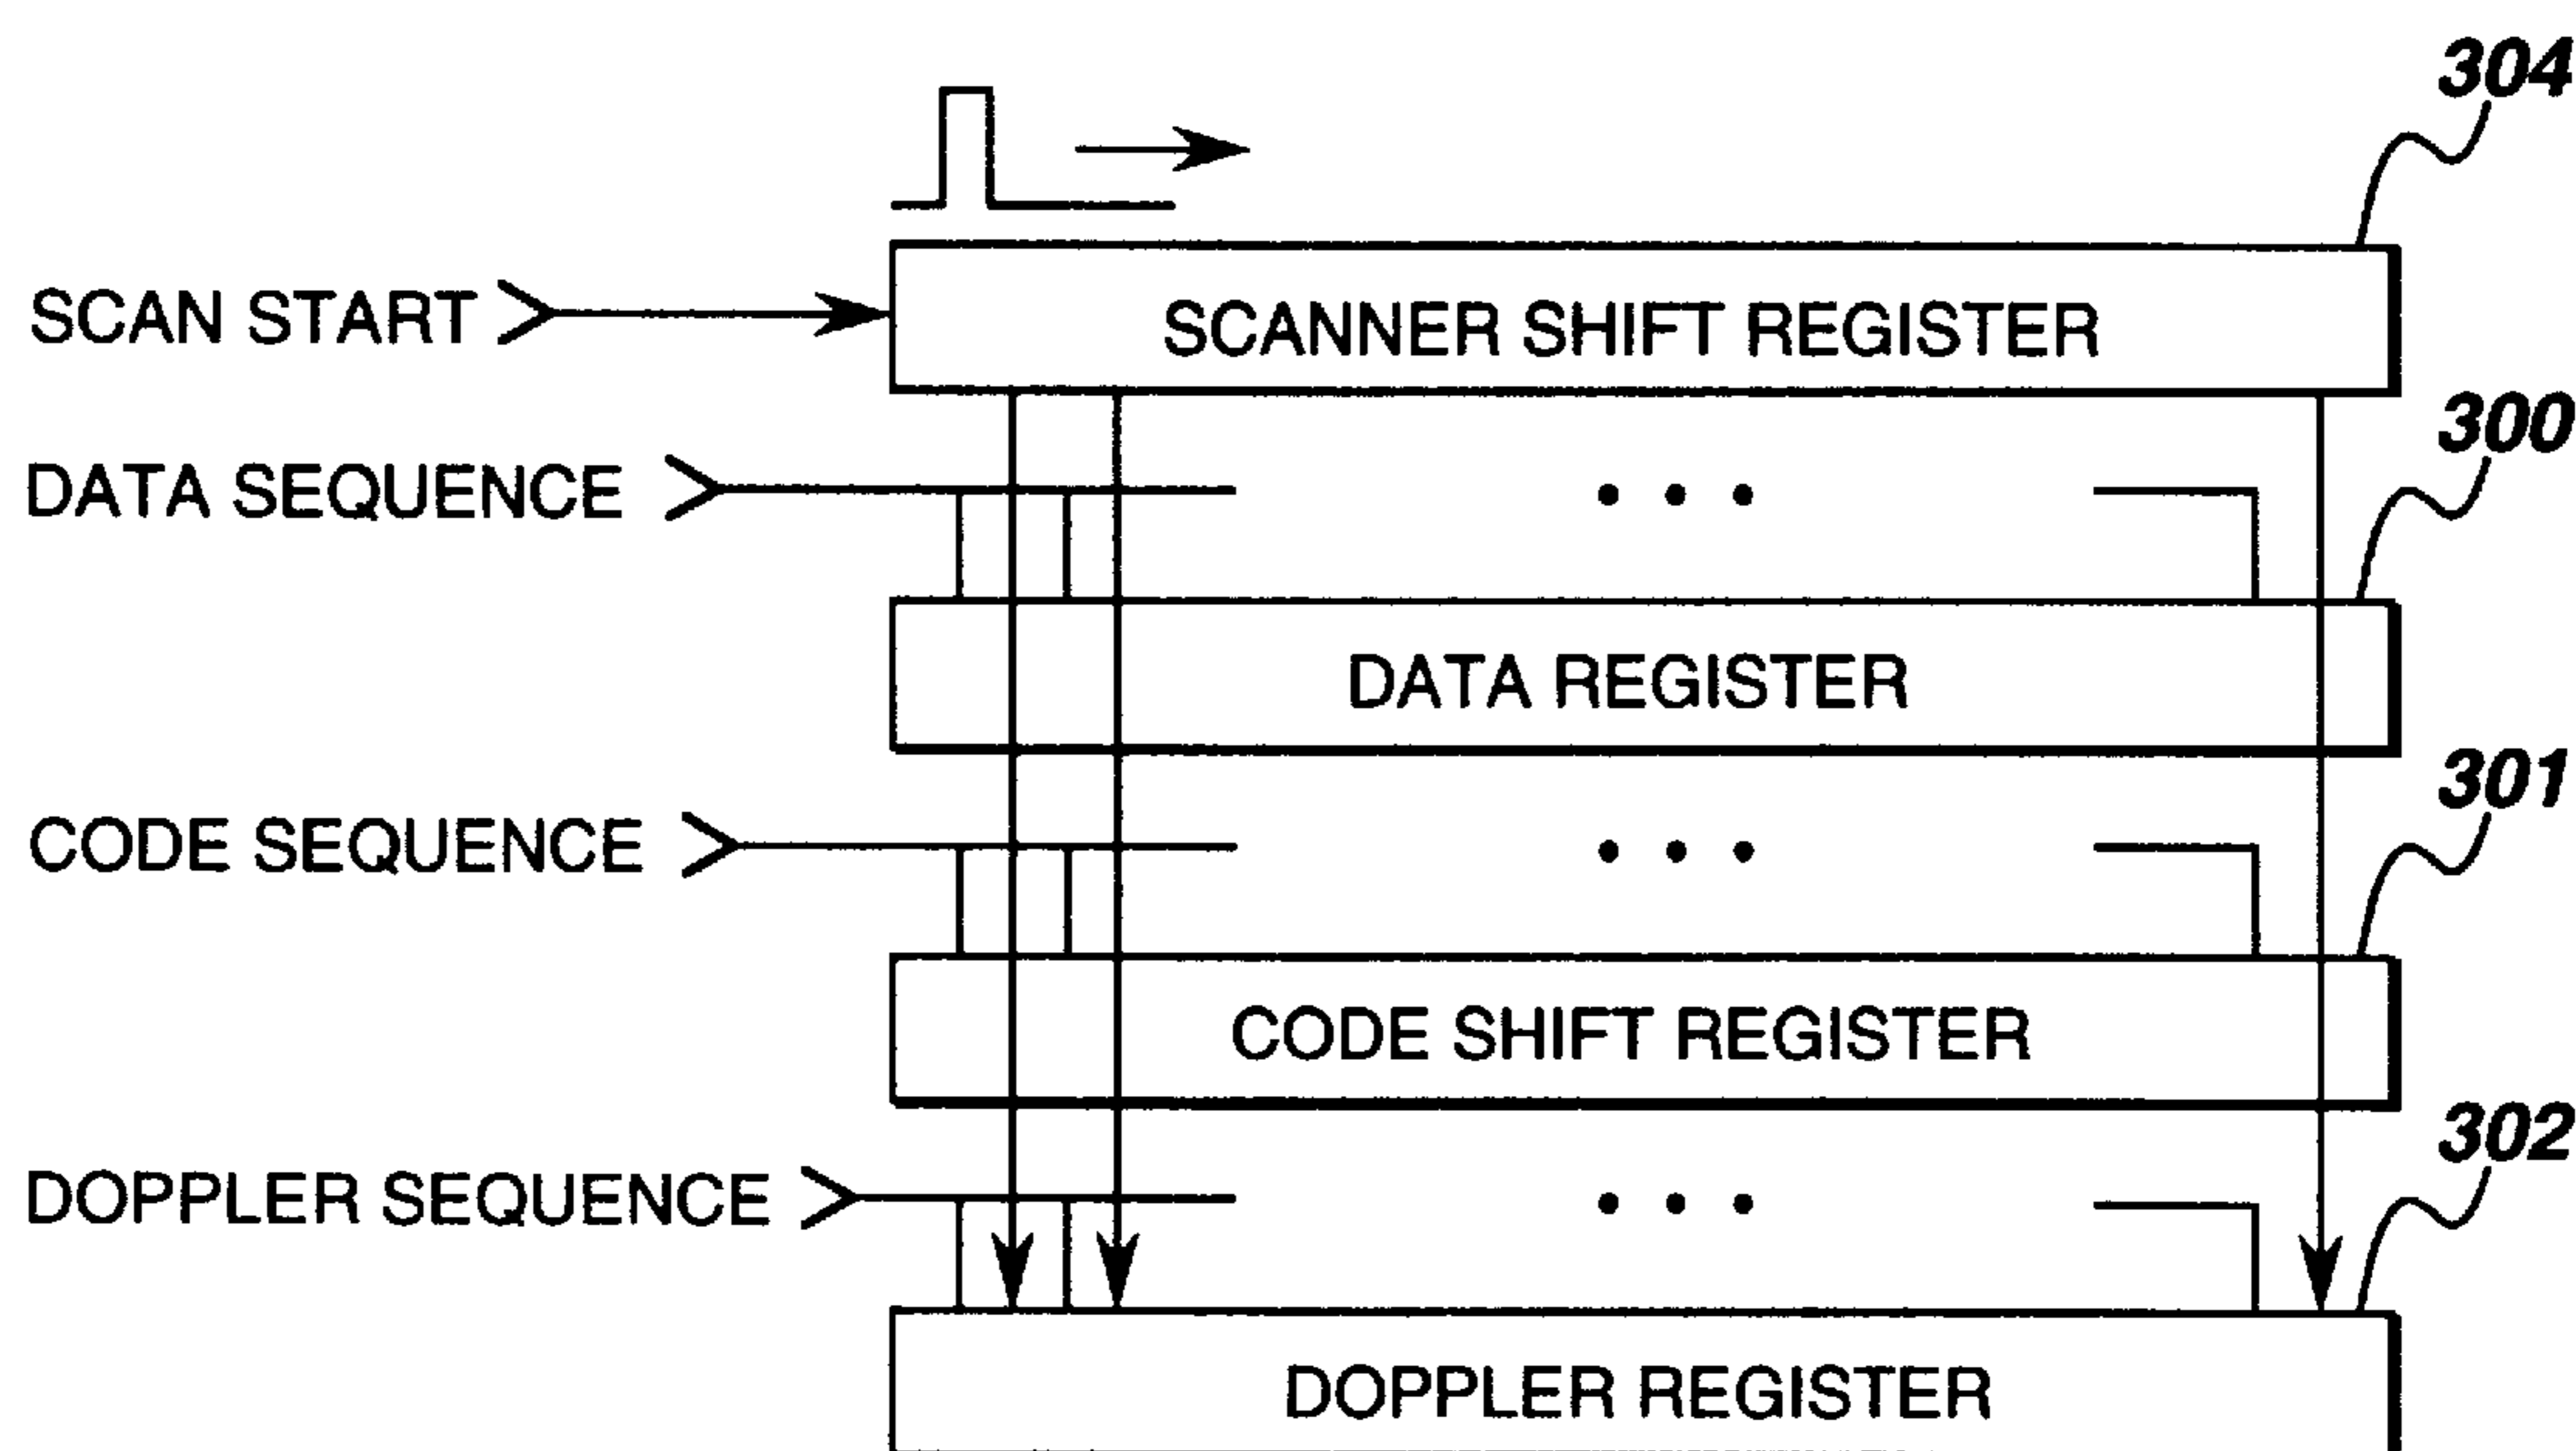 304
SCAN START
SCANNER SHIFT REGISTER
300
DATA SEQUENCE
DATA REGISTER
301
CODE SEQUENCE
CODE SHIFT REGISTER
302
DOPPLER SEQUENCE
DOPPLER REGISTER